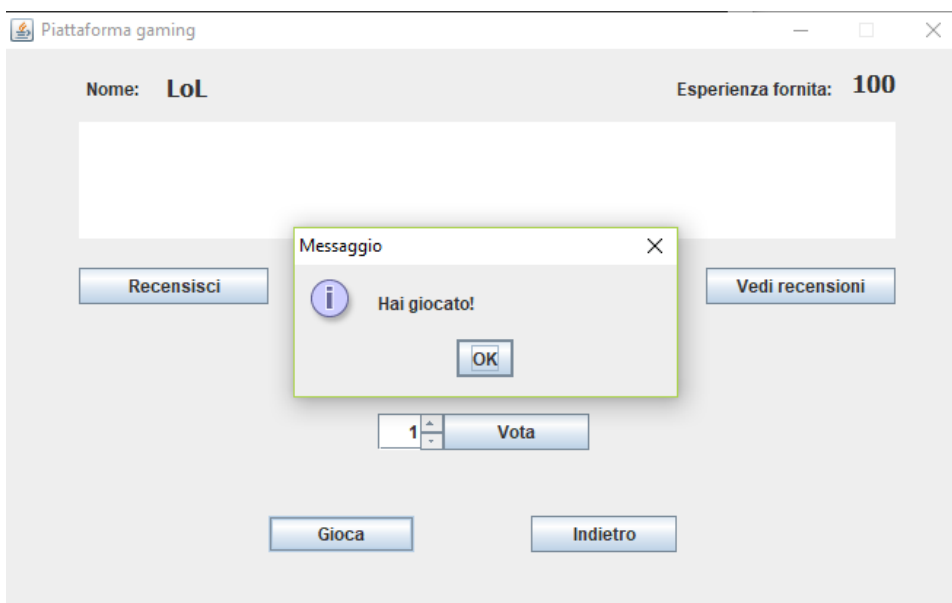 Piattaforma gaming
Nome: LoL Esperienza fornita: 100
Messaggio
Recensisci Vedi recensioni
i Hai giocato!
OK
1 Vota
Gioca Indietro